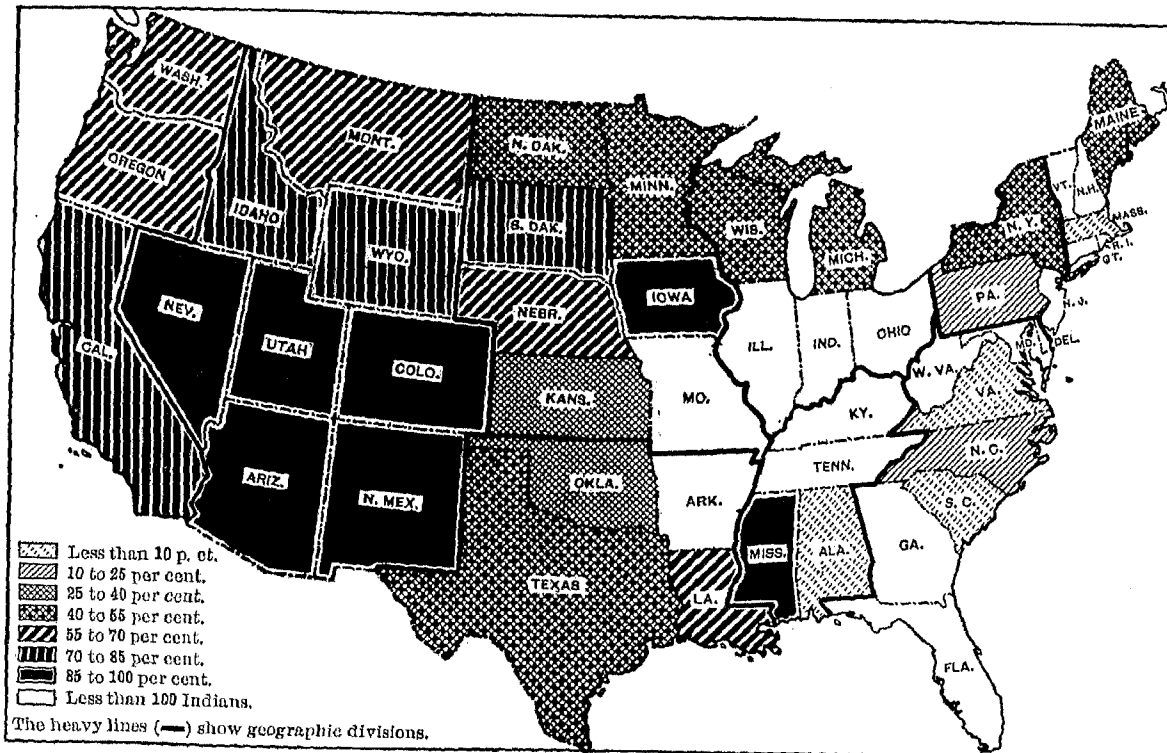 WASH.
MONT.
N. DAK.
MINN.
MAINE
OREGON
IDAHO
VT.
N.H.
MASS.
WYO.
S. DAK.
WIS.
MICH.
N. Y.
R. I.
CT.
NEV.
NEBR.
IOWA
PA.
N. J.
CAL.
UTAH
COLO.
ILL.
IND.
OHIO
MD.
DEL.
W. VA.
VA.
KANS.
MO.
KY.
ARIZ.
N. MEX.
OKLA.
TENN.
N. C.
ARK.
S. C.
TEXAS
LA.
MISS.
ALA.
GA.
FLA.
Less than 10 p. ct.
10 to 25 per cent.
25 to 40 per cent.
40 to 55 per cent.
55 to 70 per cent.
70 to 85 per cent.
85 to 100 per cent.
Less than 100 Indians.
The heavy lines (▬) show geographic divisions.